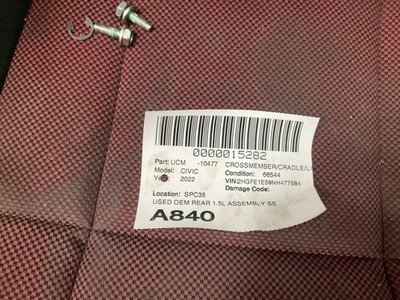 0000015282
Part: UCM -10477 CROSSMEMBER/CRADLE/
Model: CIVIC Condition: 66544
Year: 2022 VIN:2HGFE1E59NH477584
Damage Code:
Location: SPC35
USED OEM REAR 1.5L ASSEMBLY SE
A840